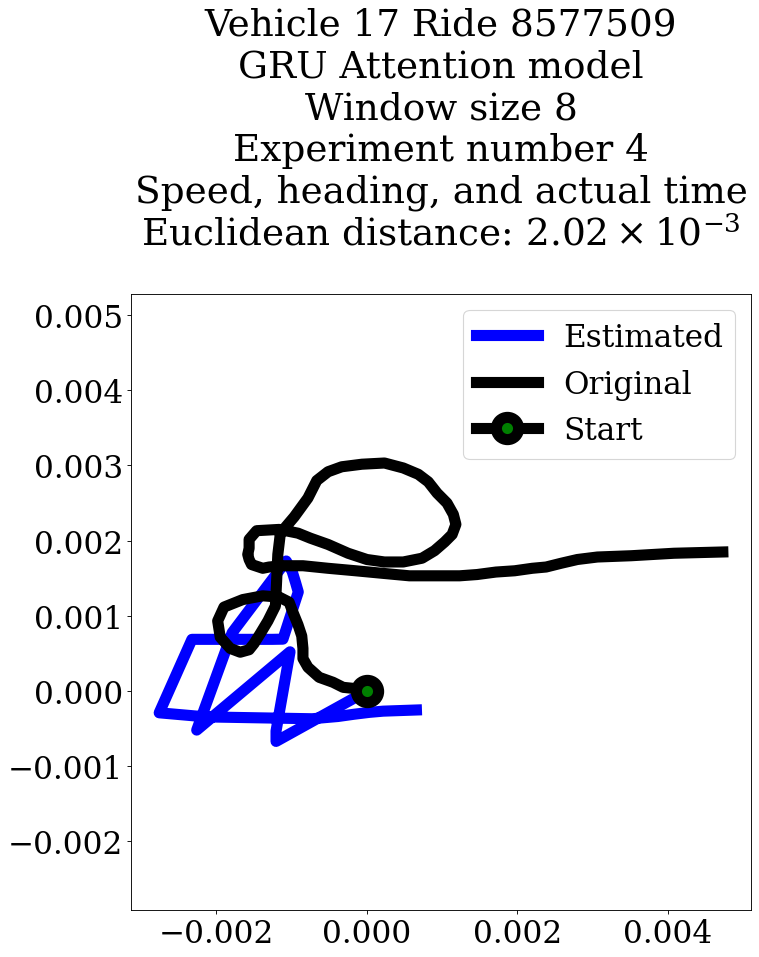 Vehicle 17 Ride 8577509
GRU Attention model
Window size 8
Experiment number 4
Speed, heading, and actual time
Euclidean distance: 2.02 × 10⁻³
Estimated
Original
Start
0.005
0.004
0.003
0.002
0.001
0.000
−0.001
−0.002
−0.002 0.000 0.002 0.004